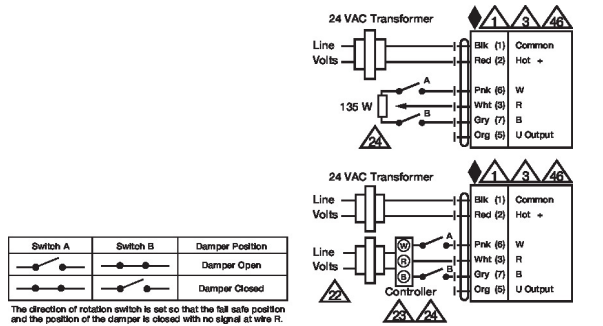 24 VAC Transformer
1 3 46
Line
Volts
Blk (1) Common
Red (2) Hot +
A
Pnk (6) W
135 W
Wht (3) R
B
Gry (7) B
Org (5) U Output
24
24 VAC Transformer
1 3 46
Line
Volts
Blk (1) Common
Red (2) Hot +
A
W
Pnk (6) W
Line
Volts
R
Wht (3) R
B
B
Gry (7) B
Org (5) U Output
Controller
22
23 24
Switch A Switch B Damper Position
Damper Open
Damper Closed
The direction of rotation switch is set so that the fail safe position
and the position of the damper is closed with no signal at wire R.